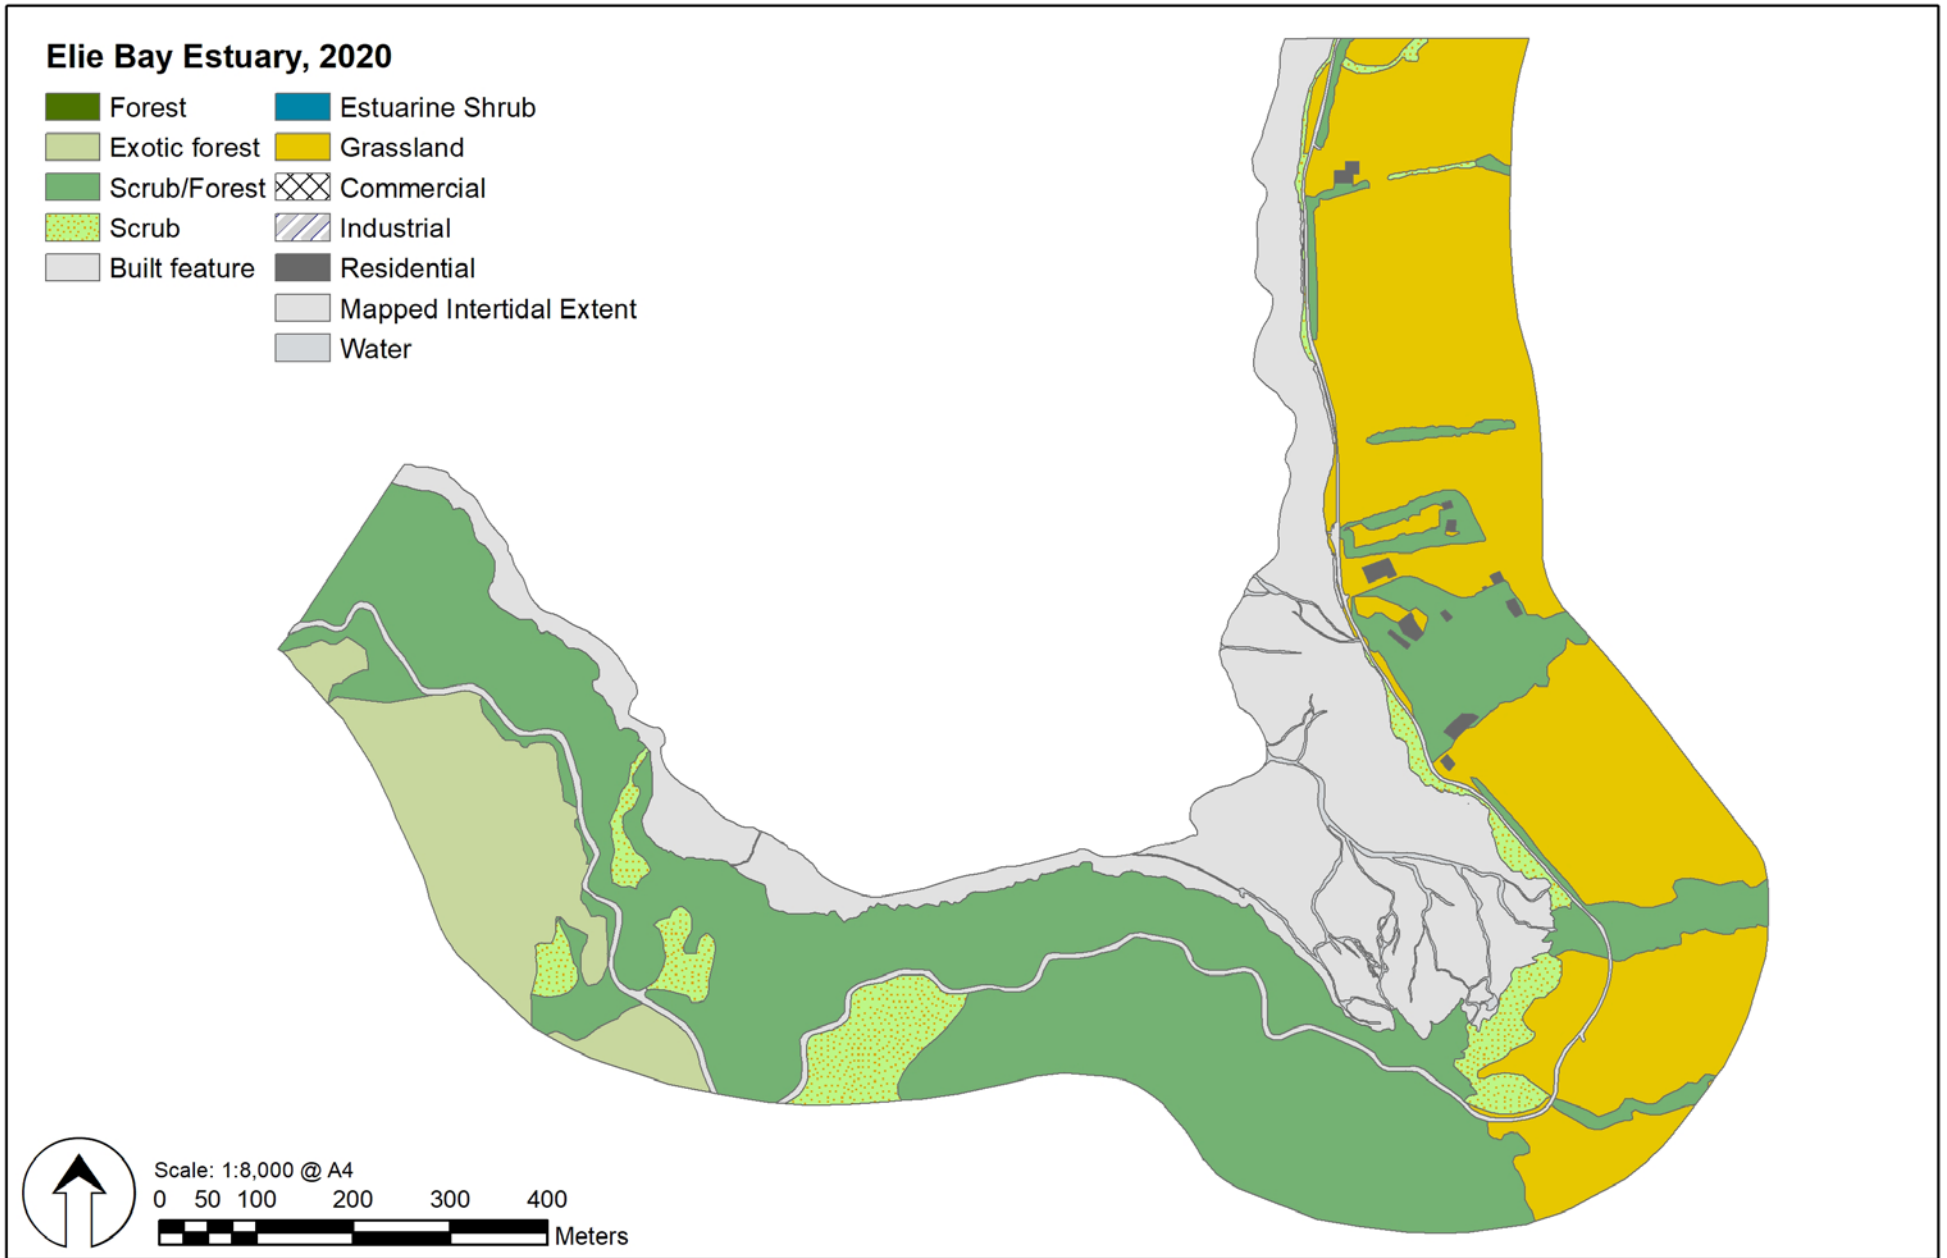 Elie Bay Estuary, 2020
Forest
Exotic forest
Scrub/Forest
Scrub
Built feature
Estuarine Shrub
Grassland
Commercial
Industrial
Residential
Mapped Intertidal Extent
Water
Scale: 1:8,000 @ A4
0 50 100 200 300 400
Meters